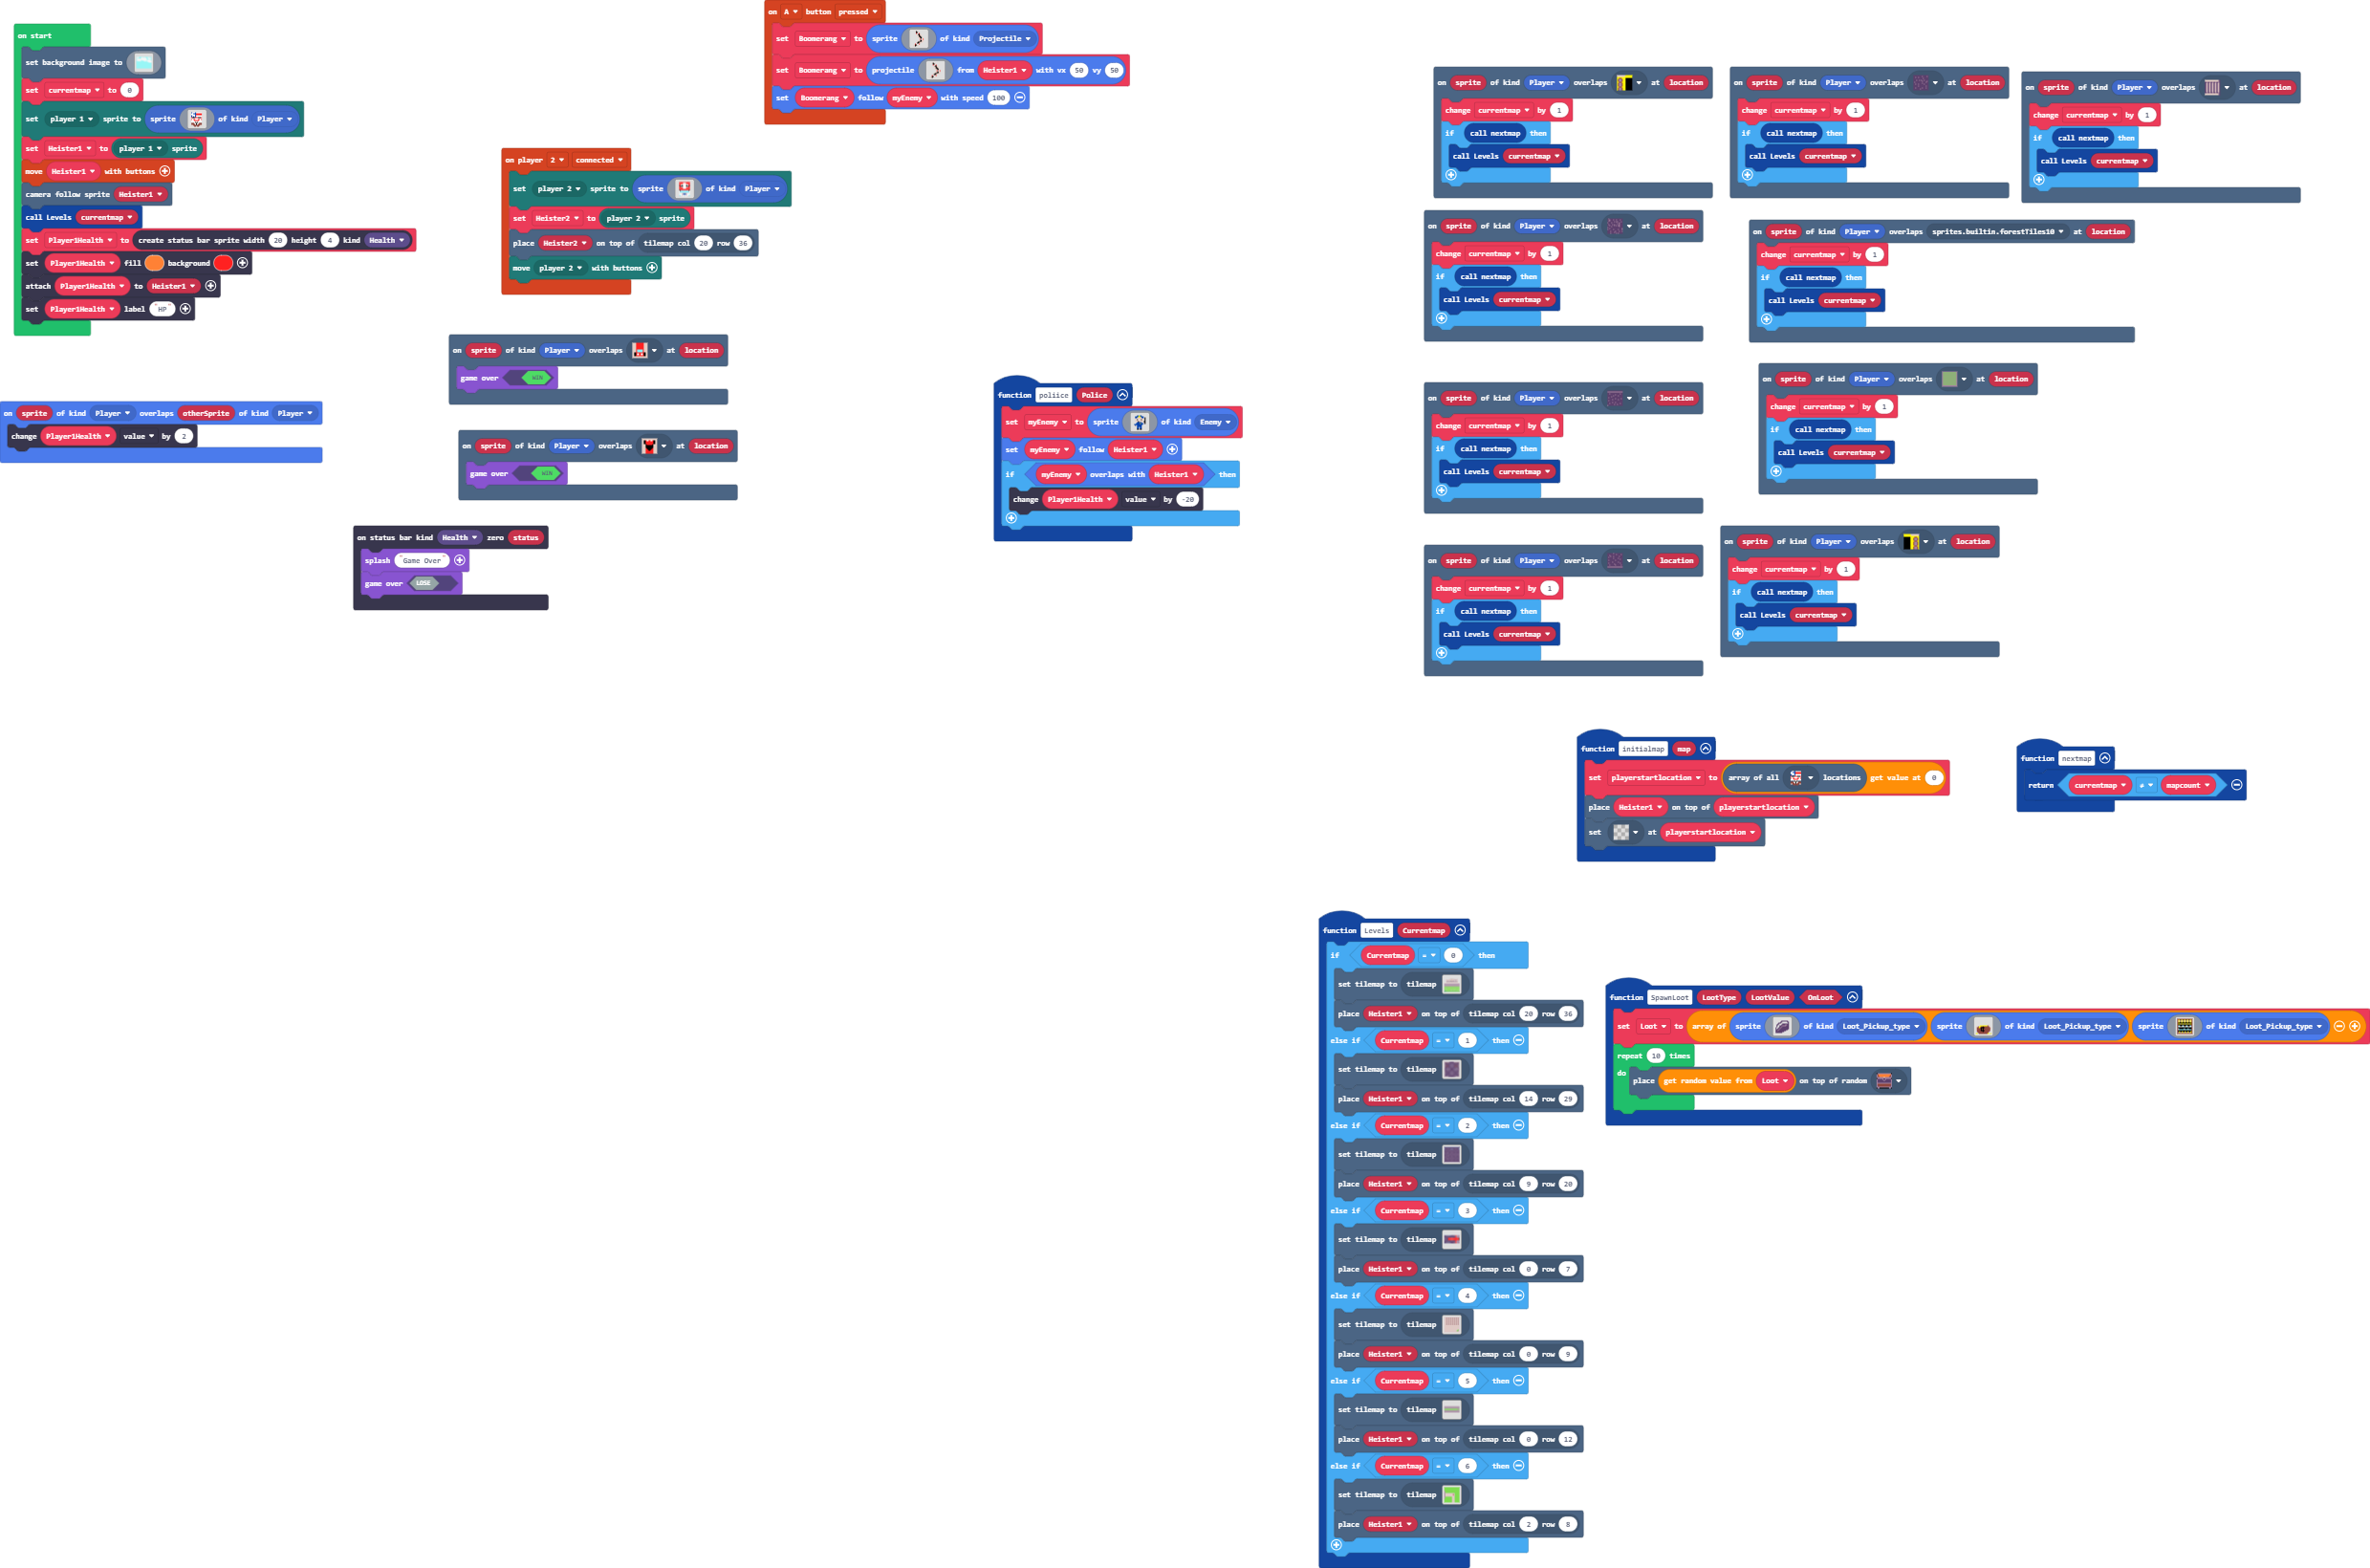 on start
set background image to
set currentmap to 0
set player 1 sprite to sprite of kind Player
set Heister1 to player 1 sprite
move Heister1 with buttons
camera follow sprite Heister1
call Levels currentmap
set Player1Health to create status bar sprite width 20 height 4 kind Health
set Player1Health fill background
attach Player1Health to Heister1
set Player1Health label "HP"
on sprite of kind Player overlaps otherSprite of kind Player
change Player1Health value by 2
on A button pressed
set Boomerang to sprite of kind Projectile
set Boomerang to projectile from Heister1 with vx 50 vy 50
set Boomerang follow myEnemy with speed 100
on player 2 connected
set player 2 sprite to sprite of kind Player
set Heister2 to player 2 sprite
place Heister2 on top of tilemap col 20 row 36
move player 2 with buttons
on sprite of kind Player overlaps at location
game over WIN
on sprite of kind Player overlaps at location
game over WIN
on status bar kind Health zero status
splash "Game Over"
game over LOSE
function poliice Police
set myEnemy to sprite of kind Enemy
set myEnemy follow Heister1
if myEnemy overlaps with Heister1 then
change Player1Health value by -20
on sprite of kind Player overlaps at location
change currentmap by 1
if call nextmap then
call Levels currentmap
on sprite of kind Player overlaps at location
change currentmap by 1
if call nextmap then
call Levels currentmap
on sprite of kind Player overlaps at location
change currentmap by 1
if call nextmap then
call Levels currentmap
on sprite of kind Player overlaps at location
change currentmap by 1
if call nextmap then
call Levels currentmap
on sprite of kind Player overlaps sprites.builtin.forestTiles10 at location
change currentmap by 1
if call nextmap then
call Levels currentmap
on sprite of kind Player overlaps at location
change currentmap by 1
if call nextmap then
call Levels currentmap
on sprite of kind Player overlaps at location
change currentmap by 1
if call nextmap then
call Levels currentmap
on sprite of kind Player overlaps at location
change currentmap by 1
if call nextmap then
call Levels currentmap
on sprite of kind Player overlaps at location
change currentmap by 1
if call nextmap then
call Levels currentmap
function initialmap map
set playerstartlocation to array of all locations get value at 0
place Heister1 on top of playerstartlocation
set at playerstartlocation
function nextmap
return currentmap ≠ mapcount
function Levels Currentmap
if Currentmap = 0 then
set tilemap to tilemap
place Heister1 on top of tilemap col 20 row 36
else if Currentmap = 1 then
set tilemap to tilemap
place Heister1 on top of tilemap col 14 row 29
else if Currentmap = 2 then
set tilemap to tilemap
place Heister1 on top of tilemap col 9 row 20
else if Currentmap = 3 then
set tilemap to tilemap
place Heister1 on top of tilemap col 0 row 7
else if Currentmap = 4 then
set tilemap to tilemap
place Heister1 on top of tilemap col 0 row 9
else if Currentmap = 5 then
set tilemap to tilemap
place Heister1 on top of tilemap col 0 row 12
else if Currentmap = 6 then
set tilemap to tilemap
place Heister1 on top of tilemap col 2 row 8
function SpawnLoot LootType LootValue OnLoot
set Loot to array of sprite of kind Loot_Pickup_type sprite of kind Loot_Pickup_type sprite of kind Loot_Pickup_type
repeat 10 times
do
place get random value from Loot on top of random